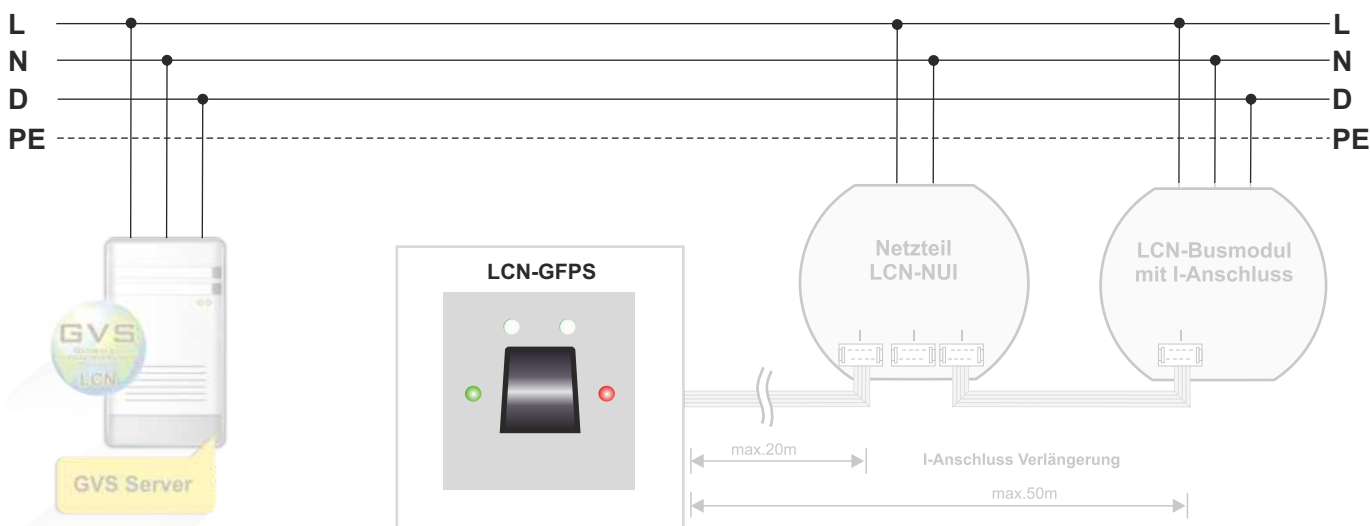 L
L
N
N
D
D
PE
PE
Netzteil
LCN-NUI
LCN-Busmodul
mit I-Anschluss
LCN-GFPS
GVS
LCN
I
I
I
I
max.20m
I-Anschluss Verlängerung
GVS Server
max.50m